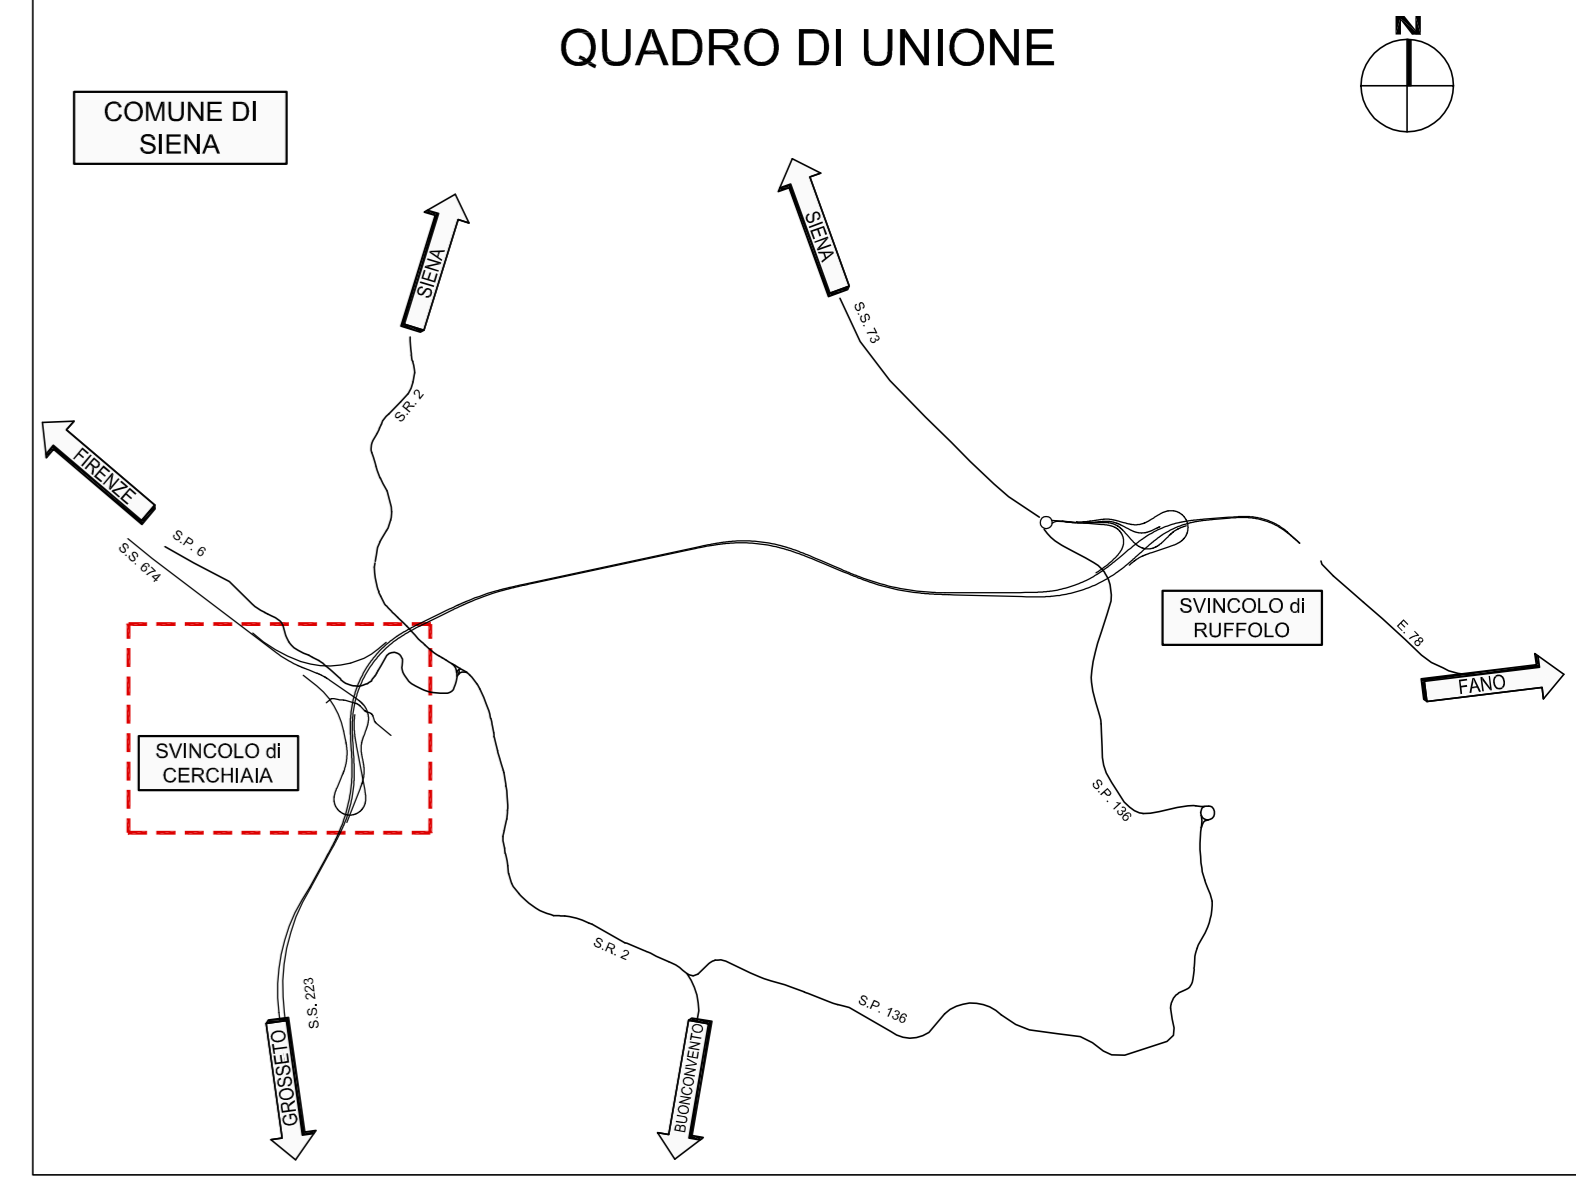 QUADRO DI UNIONE
N
COMUNE DI
SIENA
SIENA
SIENA
S.S. 73
S.R. 2
FIRENZE
S.P. 6
S.S. 674
SVINCOLO di
RUFFOLO
E. 78
FANO
SVINCOLO di
CERCHIAIA
S.P. 136
S.R. 2
S.S. 223
S.P. 136
GROSSETO
BUONCONVENTO